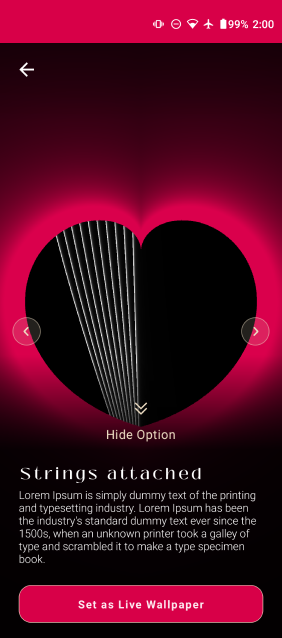 99% 2:00
Hide Option
Strings attached
Lorem Ipsum is simply dummy text of the printing
and typesetting industry. Lorem Ipsum has been
the industry's standard dummy text ever since the
1500s, when an unknown printer took a galley of
type and scrambled it to make a type specimen
book.
Set as Live Wallpaper